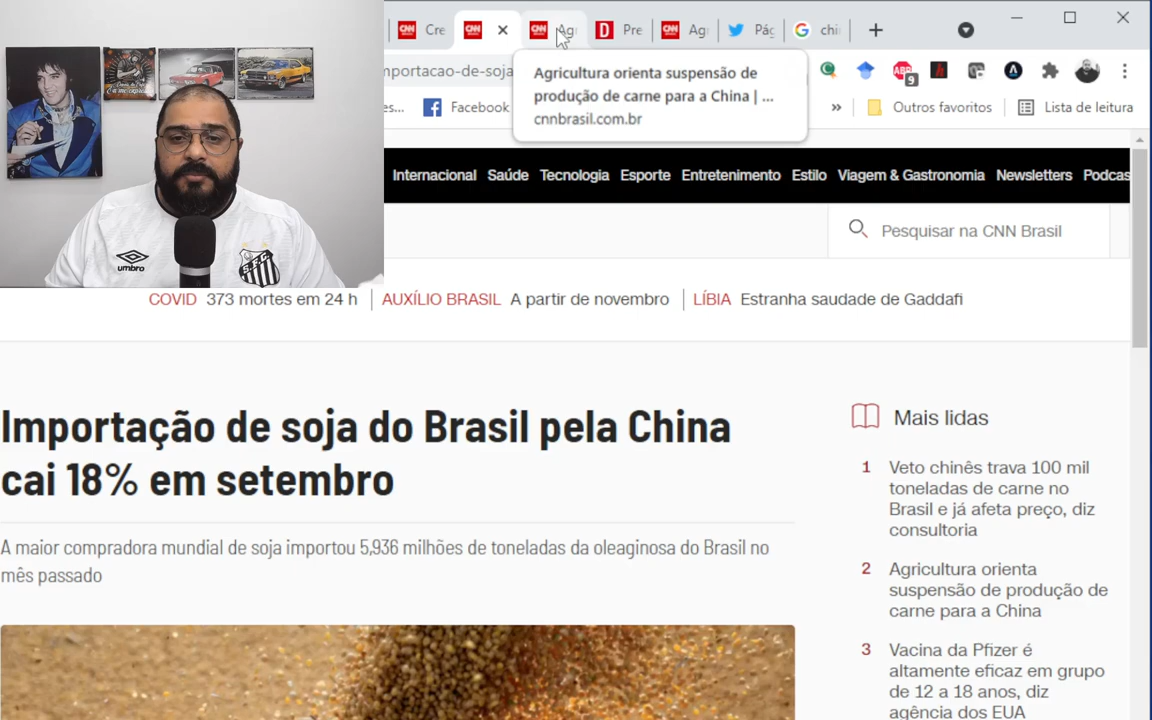 CNN
Cre
CNN
CNN
Agr
D
Pre
CNN
Agr
Pág
G
chi
mportacao-de-soja
Agricultura orienta suspensão de
produção de carne para a China | ...
cnnbrasil.com.br
ABP
9
es...
Facebook
»
Outros favoritos
Lista de leitura
Internacional Saúde Tecnologia Esporte Entretenimento Estilo Viagem & Gastronomia Newsletters Podcas
Pesquisar na CNN Brasil
umbro
S.F.C.
COVID 373 mortes em 24 h | AUXÍLIO BRASIL A partir de novembro | LÍBIA Estranha saudade de Gaddafi
Importação de soja do Brasil pela China
cai 18% em setembro
A maior compradora mundial de soja importou 5,936 milhões de toneladas da oleaginosa do Brasil no
mês passado
Mais lidas
1 Veto chinês trava 100 mil
toneladas de carne no
Brasil e já afeta preço, diz
consultoria
2 Agricultura orienta
suspensão de produção de
carne para a China
3 Vacina da Pfizer é
altamente eficaz em grupo
de 12 a 18 anos, diz
agência dos EUA